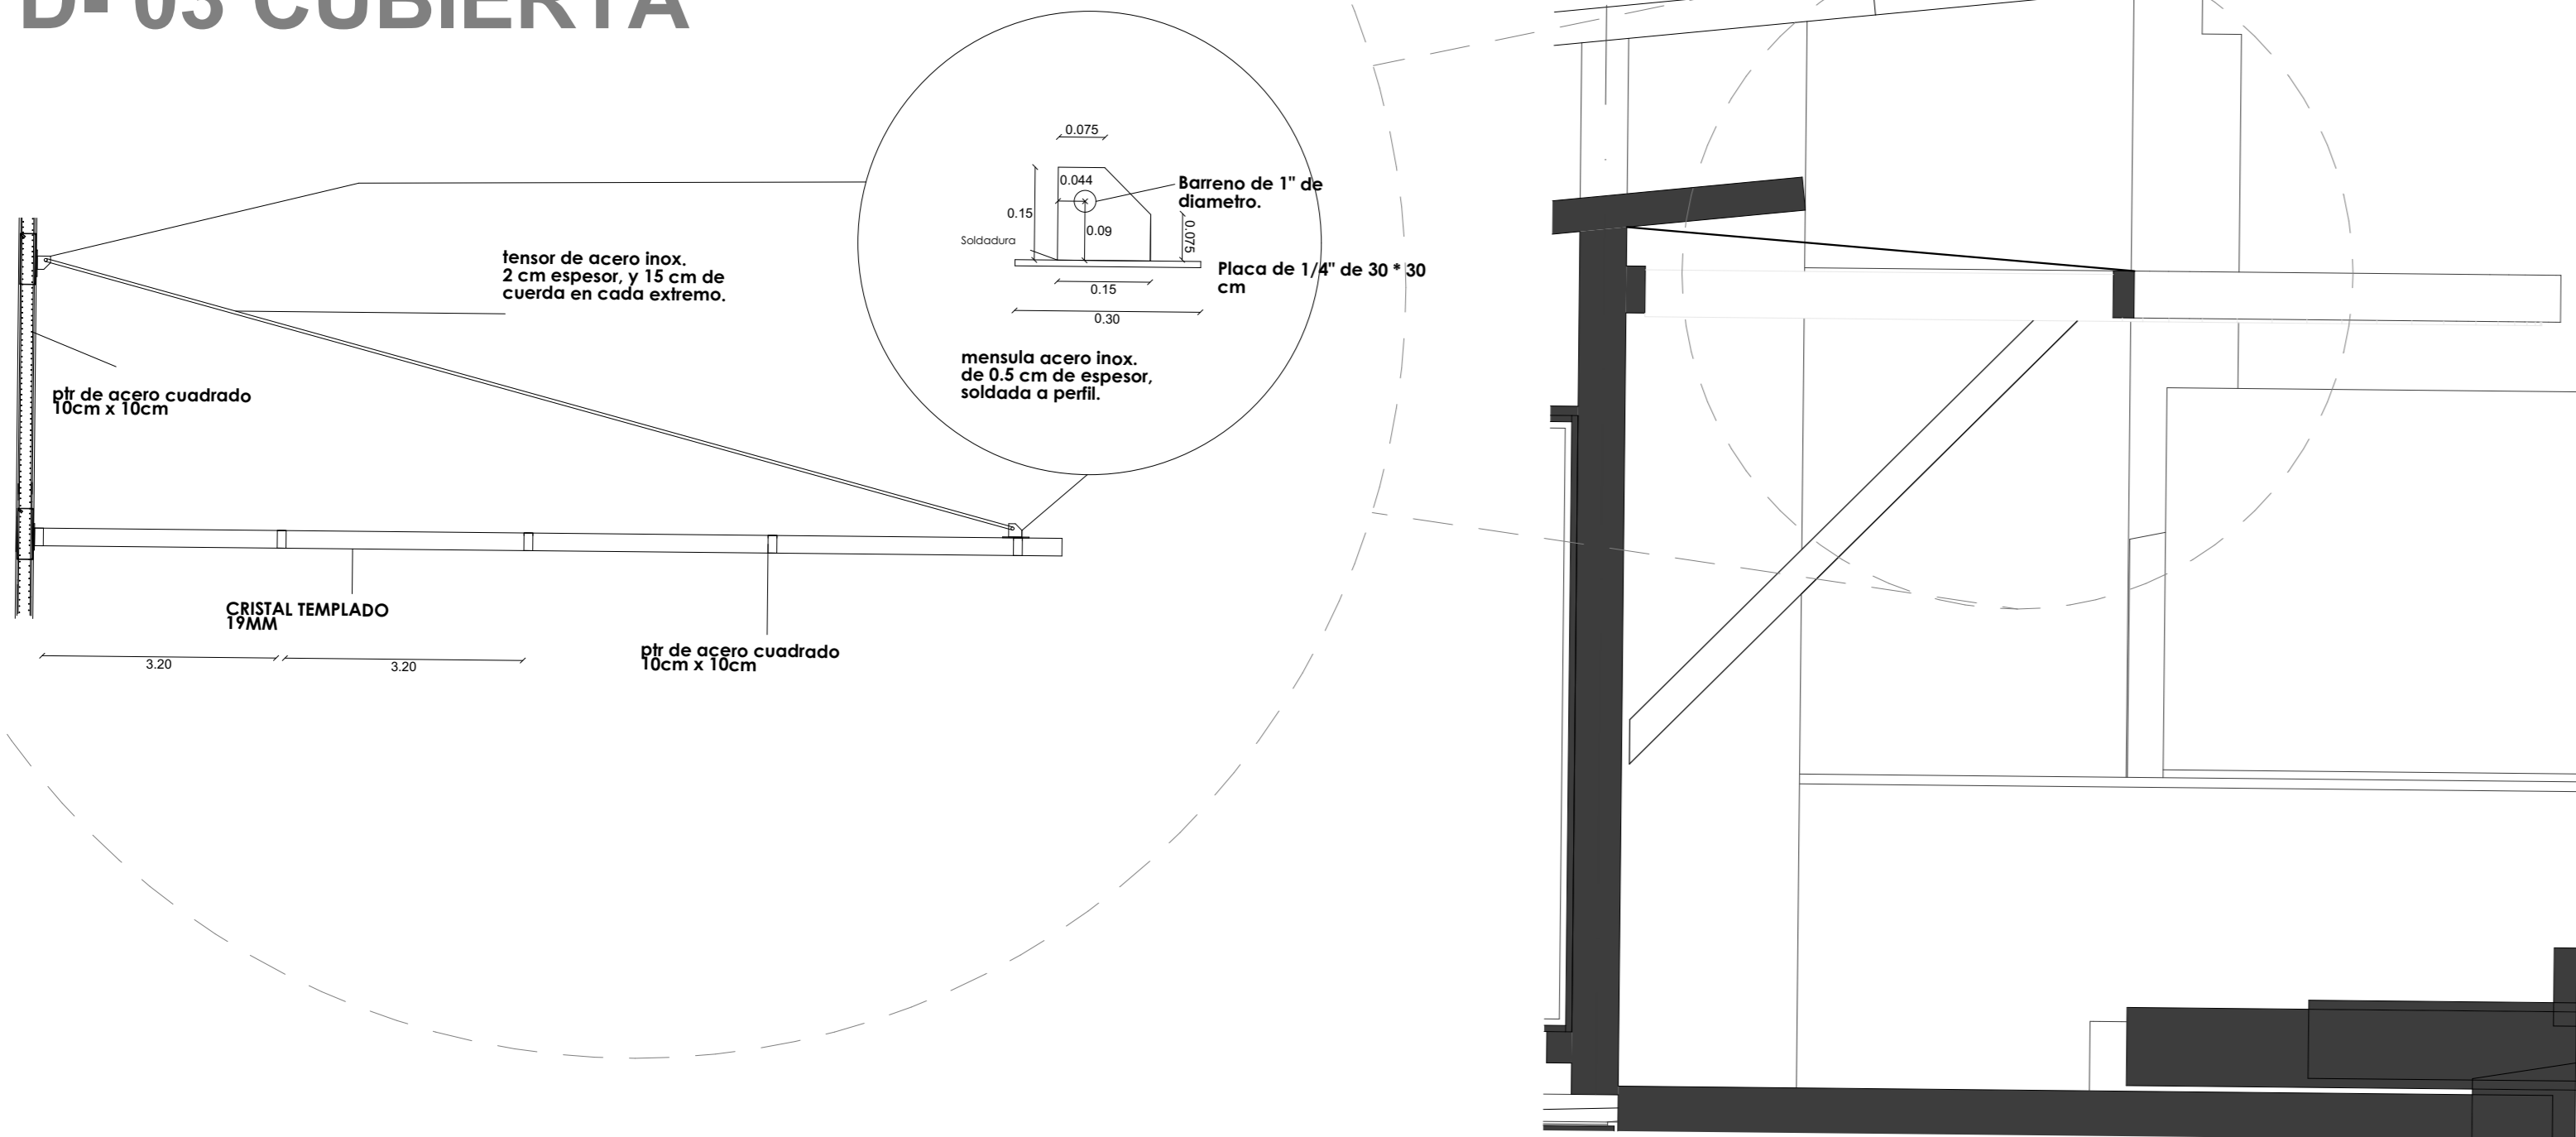 D- 03 CUBIERTA
0.075
0.044
Barreno de 1" de
diametro.
0.15
0.09
0.075
Soldadura
Placa de 1/4" de 30 * 30
cm
0.15
0.30
mensula acero inox.
de 0.5 cm de espesor,
soldada a perfil.
tensor de acero inox.
2 cm espesor, y 15 cm de
cuerda en cada extremo.
ptr de acero cuadrado
10cm x 10cm
CRISTAL TEMPLADO
19MM
ptr de acero cuadrado
10cm x 10cm
3.20
3.20